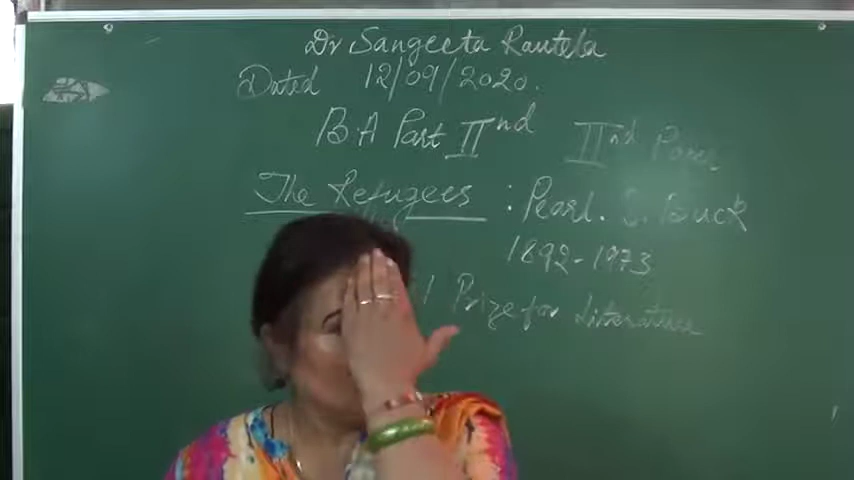 Dr Sangeeta Rautela
Dated 12/09/2020.
B.A Part IInd IInd Paper
The Refugees : Pearl. S. Buck
1892-1973
l Prize for Literature